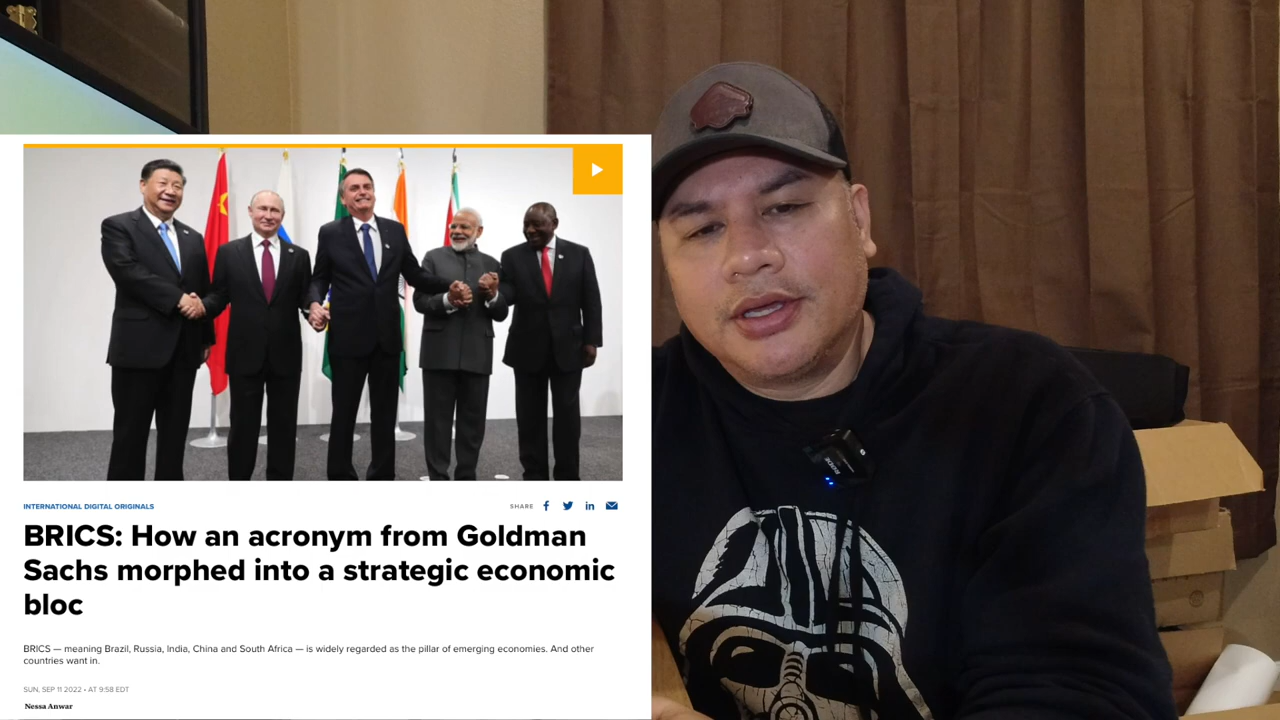 INTERNATIONAL DIGITAL ORIGINALS
SHARE
BRICS: How an acronym from Goldman
Sachs morphed into a strategic economic
bloc
BRICS — meaning Brazil, Russia, India, China and South Africa — is widely regarded as the pillar of emerging economies. And other
countries want in.
SUN, SEP 11 2022 • AT 9:58 EDT
Nessa Anwar
RØDE